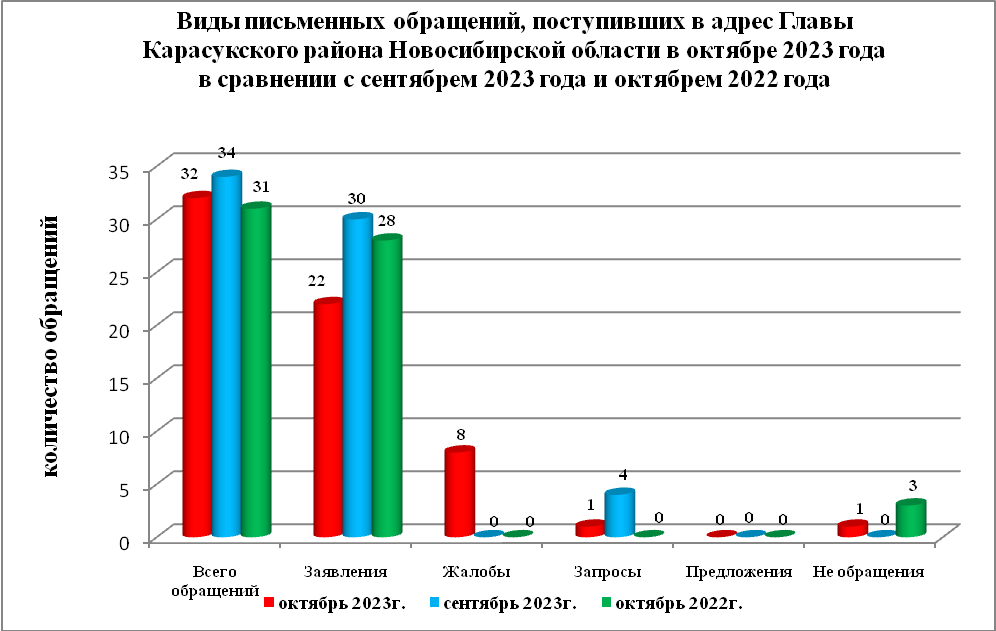 Виды письменных обращений, поступивших в адрес Главы
Карасукского района Новосибирской области в октябре 2023 года
в сравнении с сентябрем 2023 года и октябрем 2022 года
количество обращений
35
30
25
20
15
10
5
0
32 34 31
22 30 28
8 0 0
1 4 0
0 0 0
1 0 3
Всего обращений
Заявления
Жалобы
Запросы
Предложения
Не обращения
октябрь 2023г. сентябрь 2023г. октябрь 2022г.